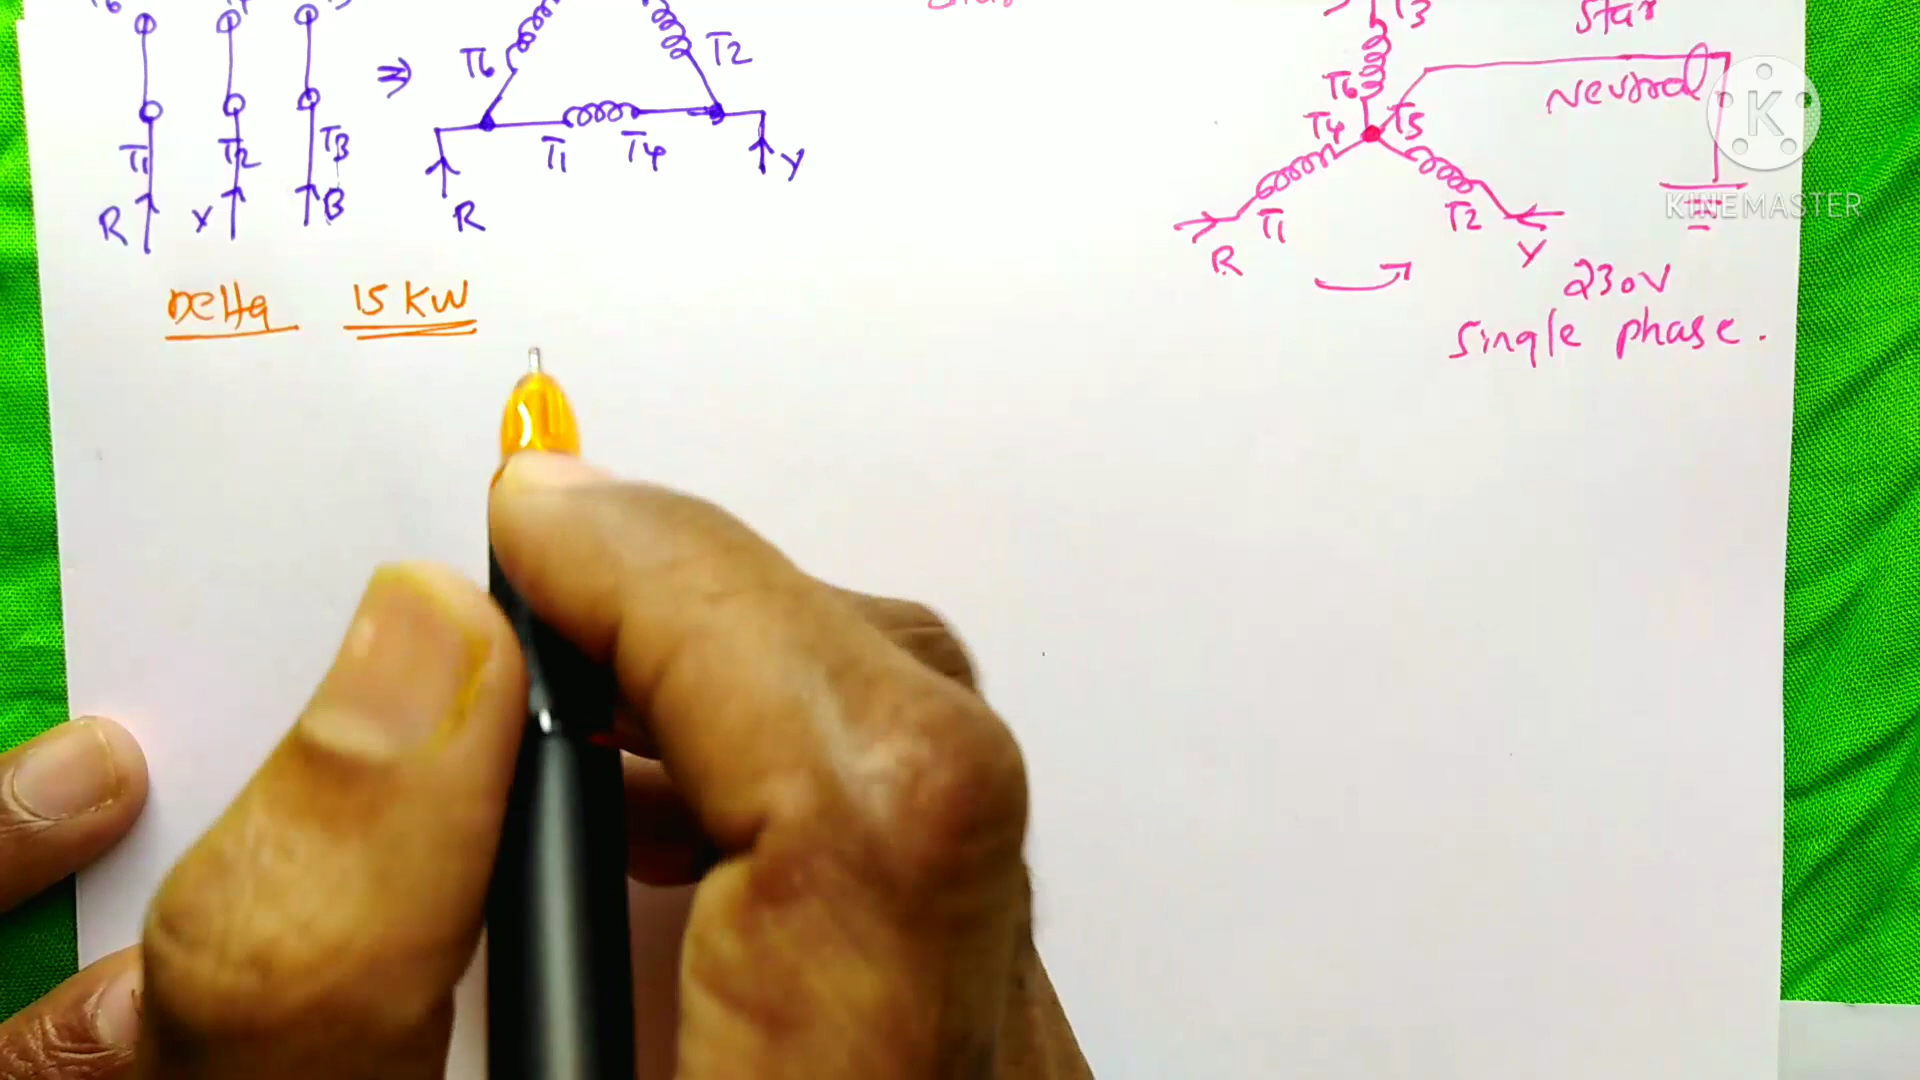 T6
T2
T1 T4
T1 T2 T3
R Y B
R
Y
Delta 15 KW
Star
T3
Neutral
T6
T4 T5
T1 T2
R Y
230V
Single phase.
K
KINEMASTER